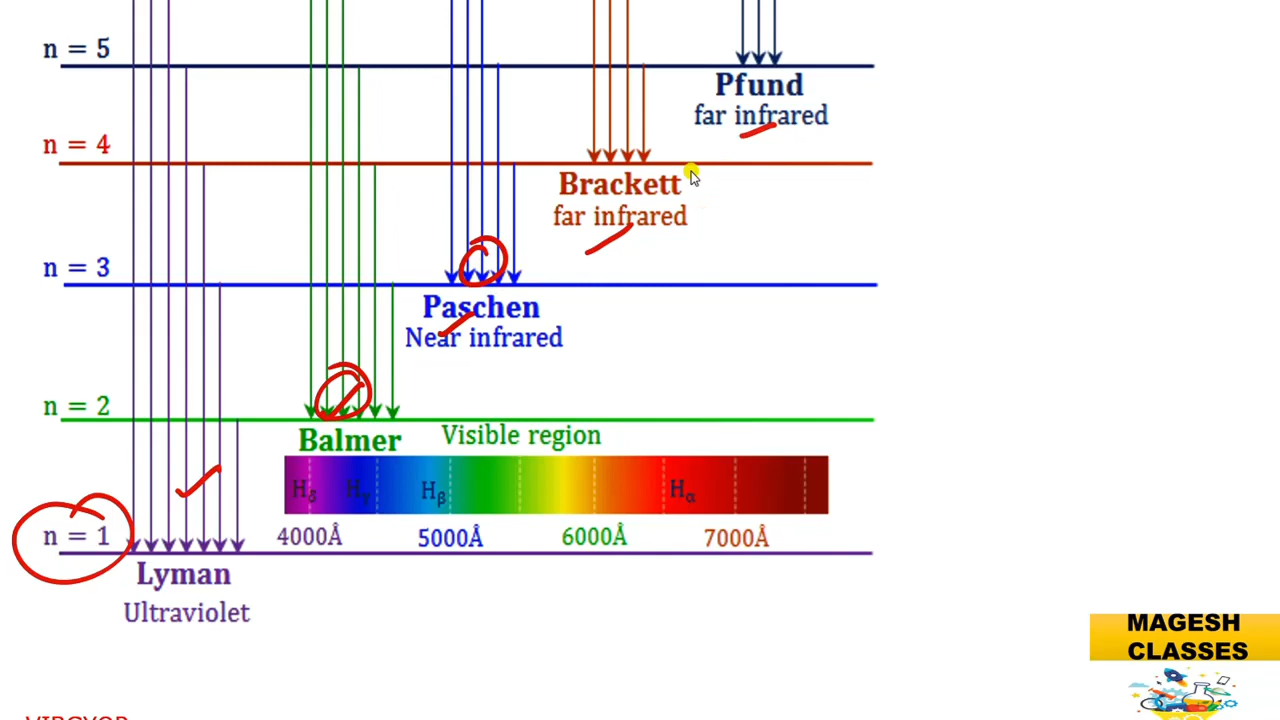 n = 5
Pfund
far infrared
n = 4
Brackett
far infrared
n = 3
Paschen
Near infrared
n = 2
Balmer
Visible region
Hδ Hγ Hβ Hα
4000Å 5000Å 6000Å 7000Å
n = 1
Lyman
Ultraviolet
MAGESH
CLASSES